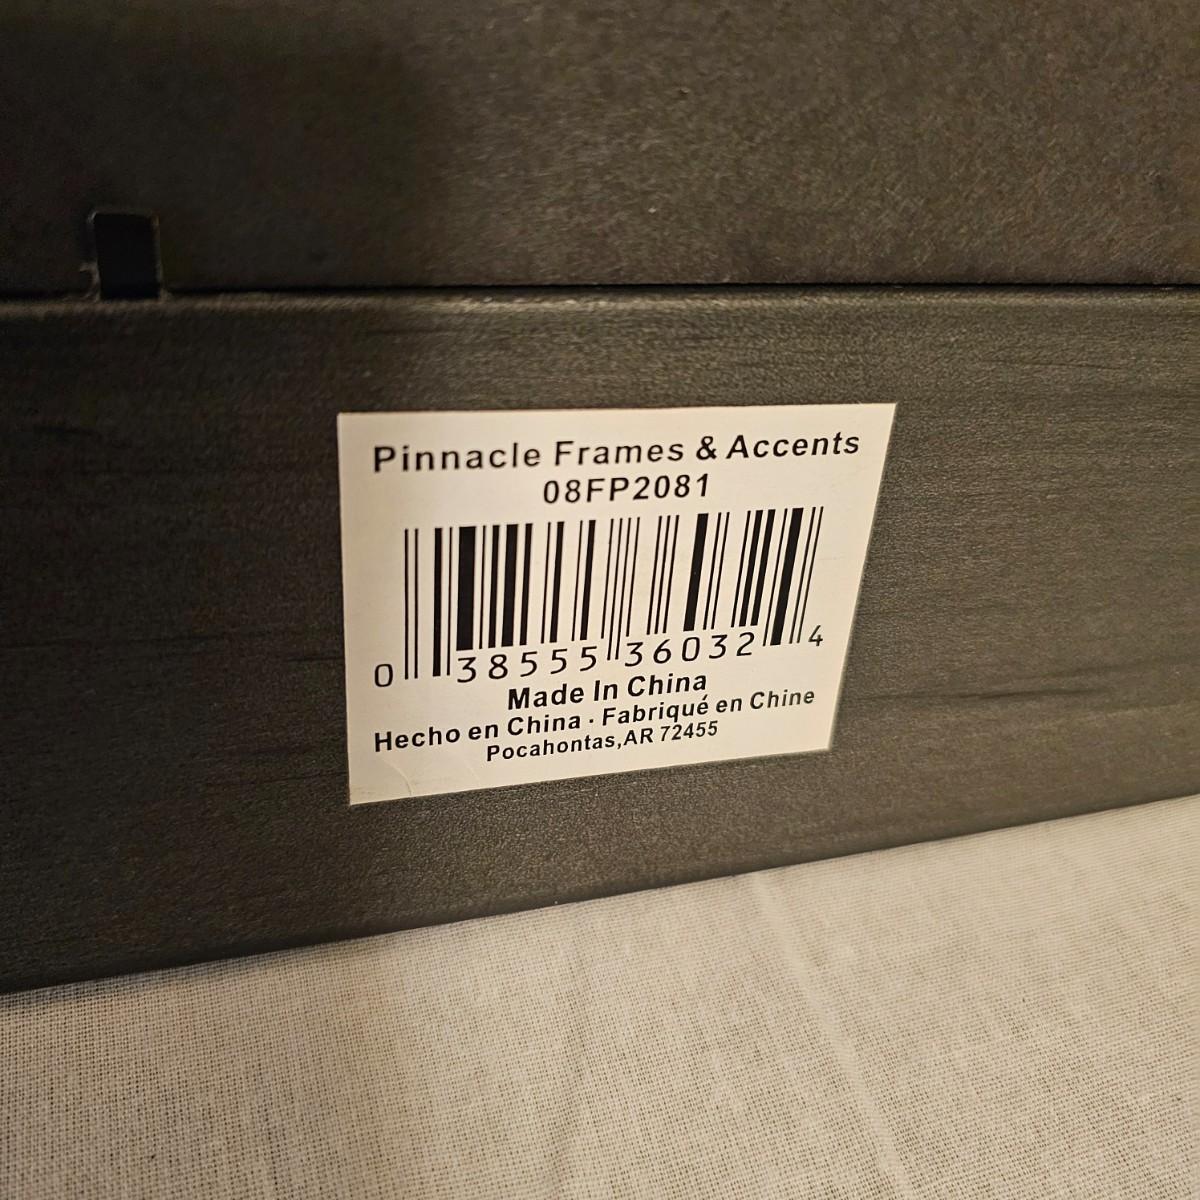 Pinnacle Frames & Accents
08FP2081
0 38555 36032 4
Made In China
Hecho en China · Fabriqué en Chine
Pocahontas,AR 72455